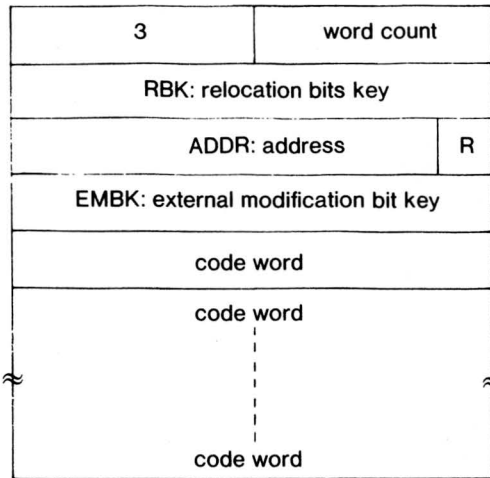 3 word count
RBK: relocation bits key
ADDR: address R
EMBK: external modification bit key
code word
code word
code word